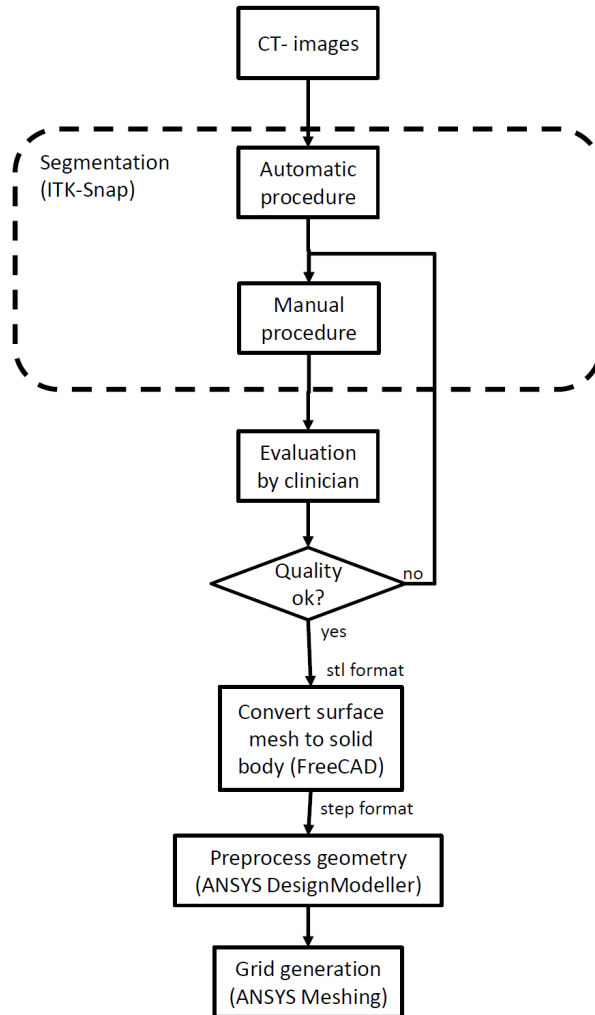 CT- images
Segmentation
(ITK-Snap)
Automatic
procedure
Manual
procedure
Evaluation
by clinician
Quality
ok?
no
yes
stl format
Convert surface
mesh to solid
body (FreeCAD)
step format
Preprocess geometry
(ANSYS DesignModeller)
Grid generation
(ANSYS Meshing)